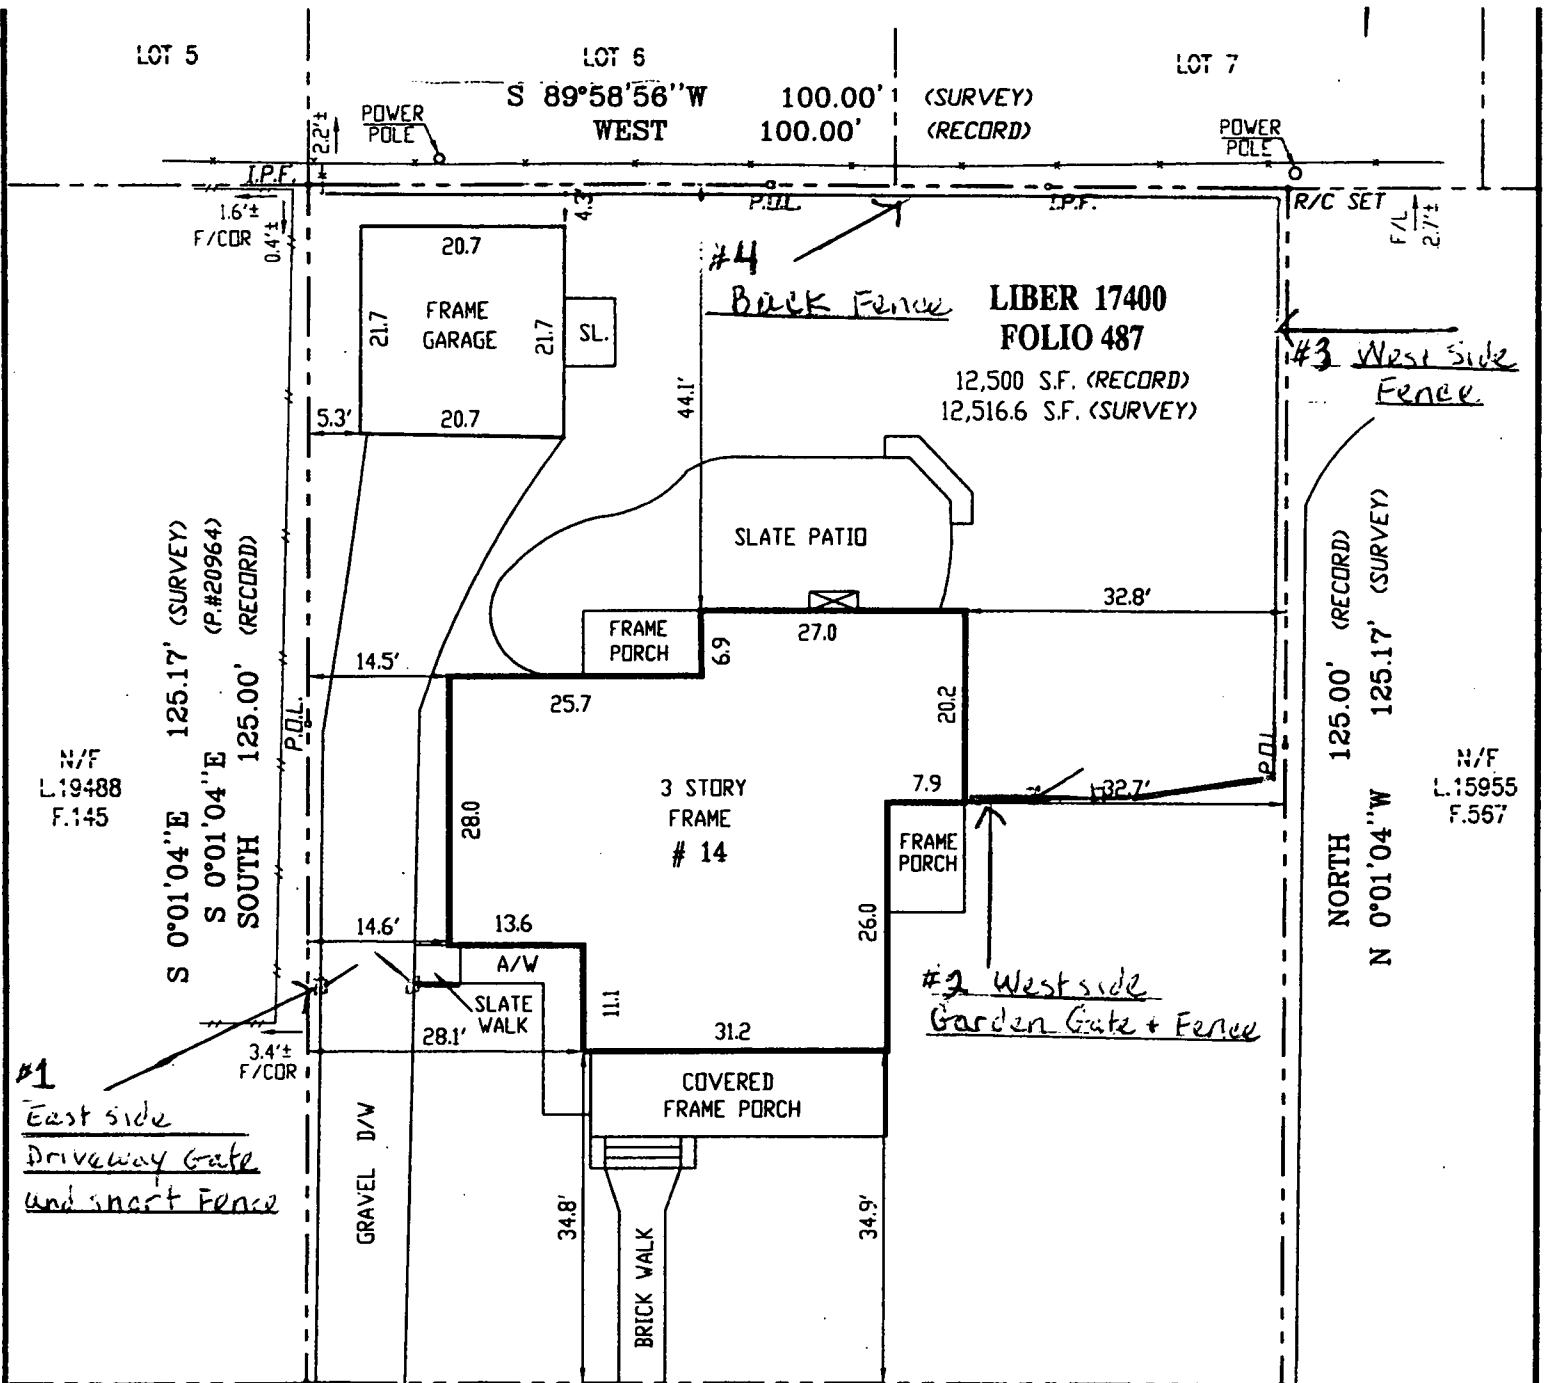 LOT 5
LOT 6
LOT 7
S 89°58'56"W 100.00' (SURVEY)
WEST 100.00' (RECORD)
POWER
POLE
2.2'±
POWER
POLE
I.P.F.
P.O.L.
I.P.F.
R/C SET
1.6'±
F/COR
0.4'±
4.3
F/L
2.7'±
#4
Back Fence
20.7
FRAME
GARAGE
21.7
21.7
SL.
20.7
5.3'
44.1'
LIBER 17400
FOLIO 487
12,500 S.F. (RECORD)
12,516.6 S.F. (SURVEY)
#3 West Side
Fence
SLATE PATIO
S 0°01'04"E 125.17' (SURVEY)
S 0°01'04"E (P.#20964)
SOUTH 125.00' (RECORD)
P.O.L.
NORTH 125.00' (RECORD)
N 0°01'04"W 125.17' (SURVEY)
FRAME
PORCH
6.9
27.0
32.8'
14.5'
25.7
20.2
N/F
L.19488
F.145
28.0
3 STORY
FRAME
# 14
7.9
32.7'
N/F
L.15955
F.567
FRAME
PORCH
26.0
14.6'
13.6
A/W
11.1
SLATE
WALK
#2 West side
Garden Gate + Fence
28.1'
31.2
3.4'±
F/COR
#1
East side
Driveway Gate
and short Fence
COVERED
FRAME PORCH
GRAVEL D/W
34.8'
BRICK WALK
34.9'